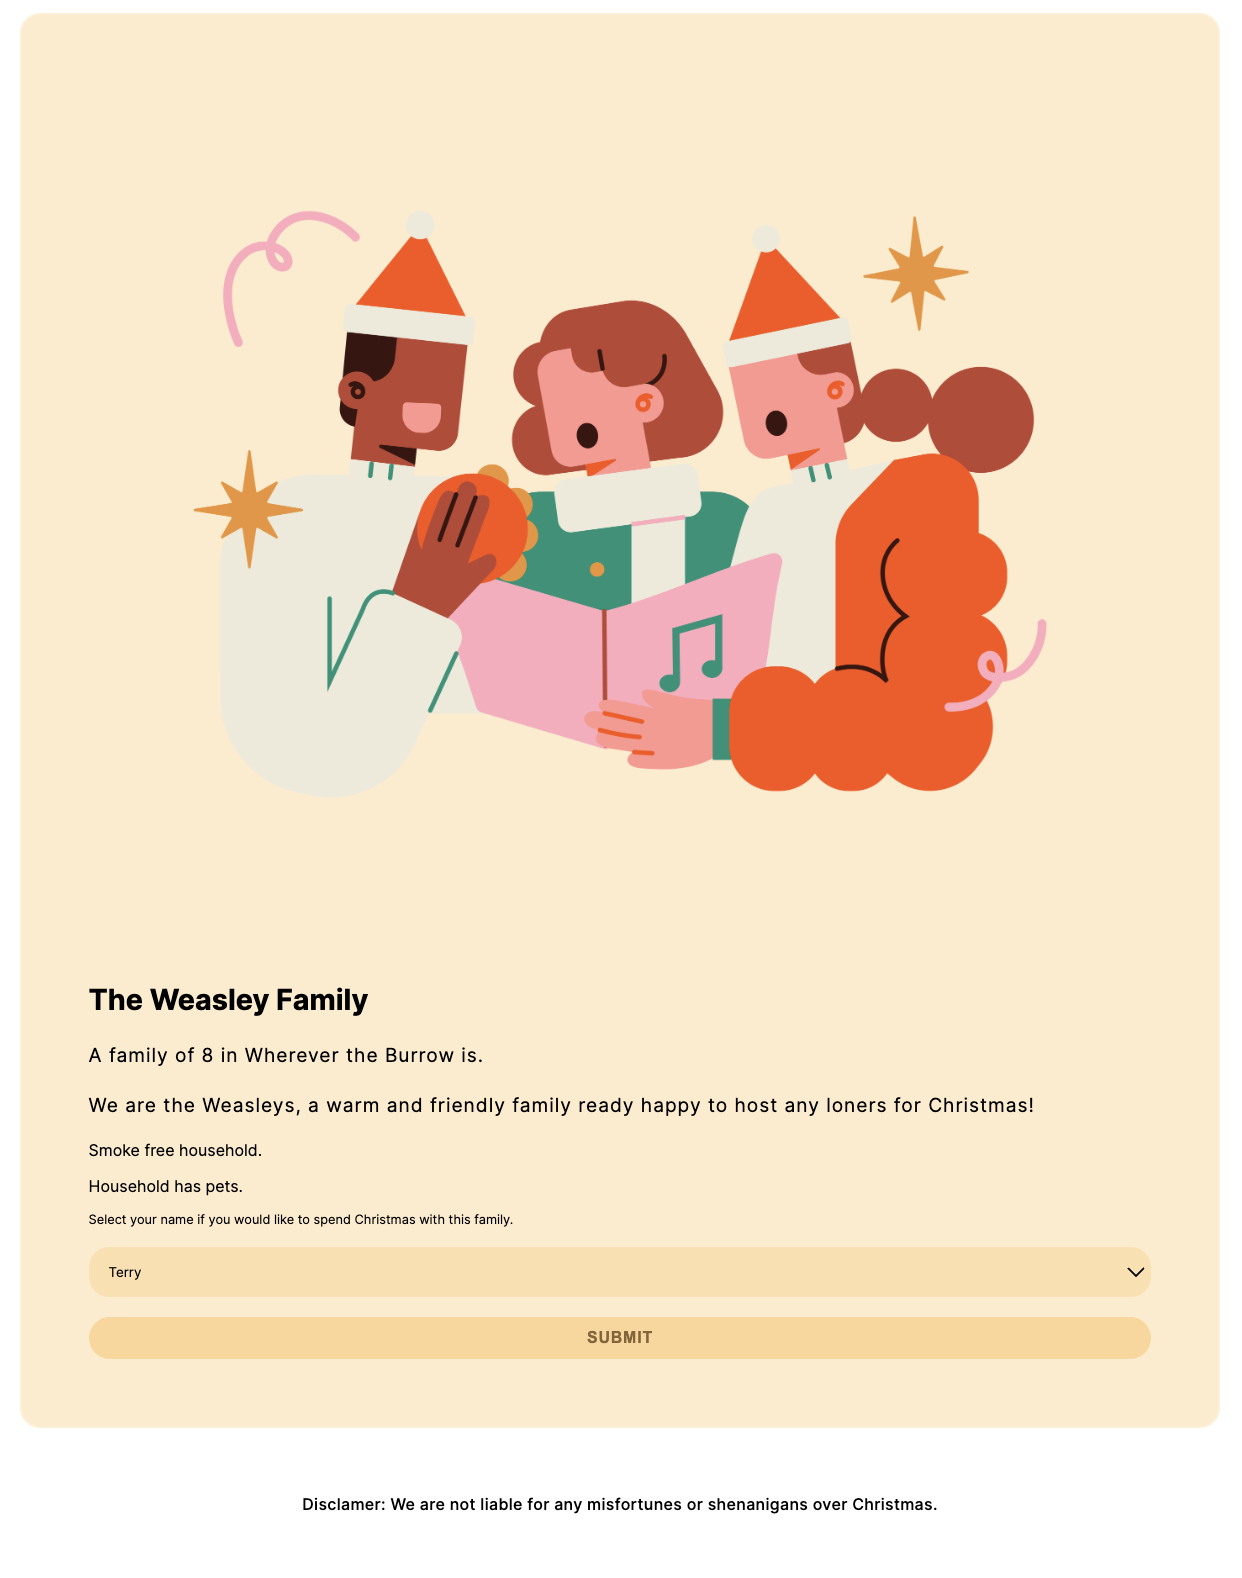 The Weasley Family
A family of 8 in Wherever the Burrow is.
We are the Weasleys, a warm and friendly family ready happy to host any loners for Christmas!
Smoke free household.
Household has pets.
Select your name if you would like to spend Christmas with this family.
Terry
SUBMIT
Disclamer: We are not liable for any misfortunes or shenanigans over Christmas.